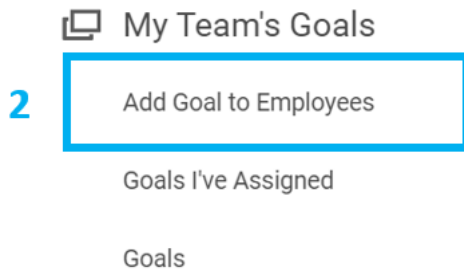 My Team's Goals
2
Add Goal to Employees
Goals I've Assigned
Goals